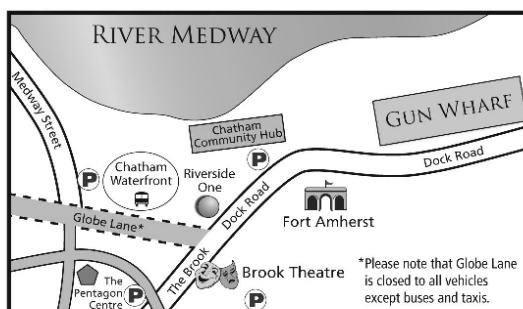 RIVER MEDWAY
Medway Street
GUN WHARF
Chatham
Community Hub
P
Dock Road
P
Chatham
Waterfront
Riverside
One
Dock Road
Fort Amherst
Globe Lane*
The Brook
Brook Theatre
*Please note that Globe Lane
is closed to all vehicles
except buses and taxis.
The
Pentagon
Centre
P
P